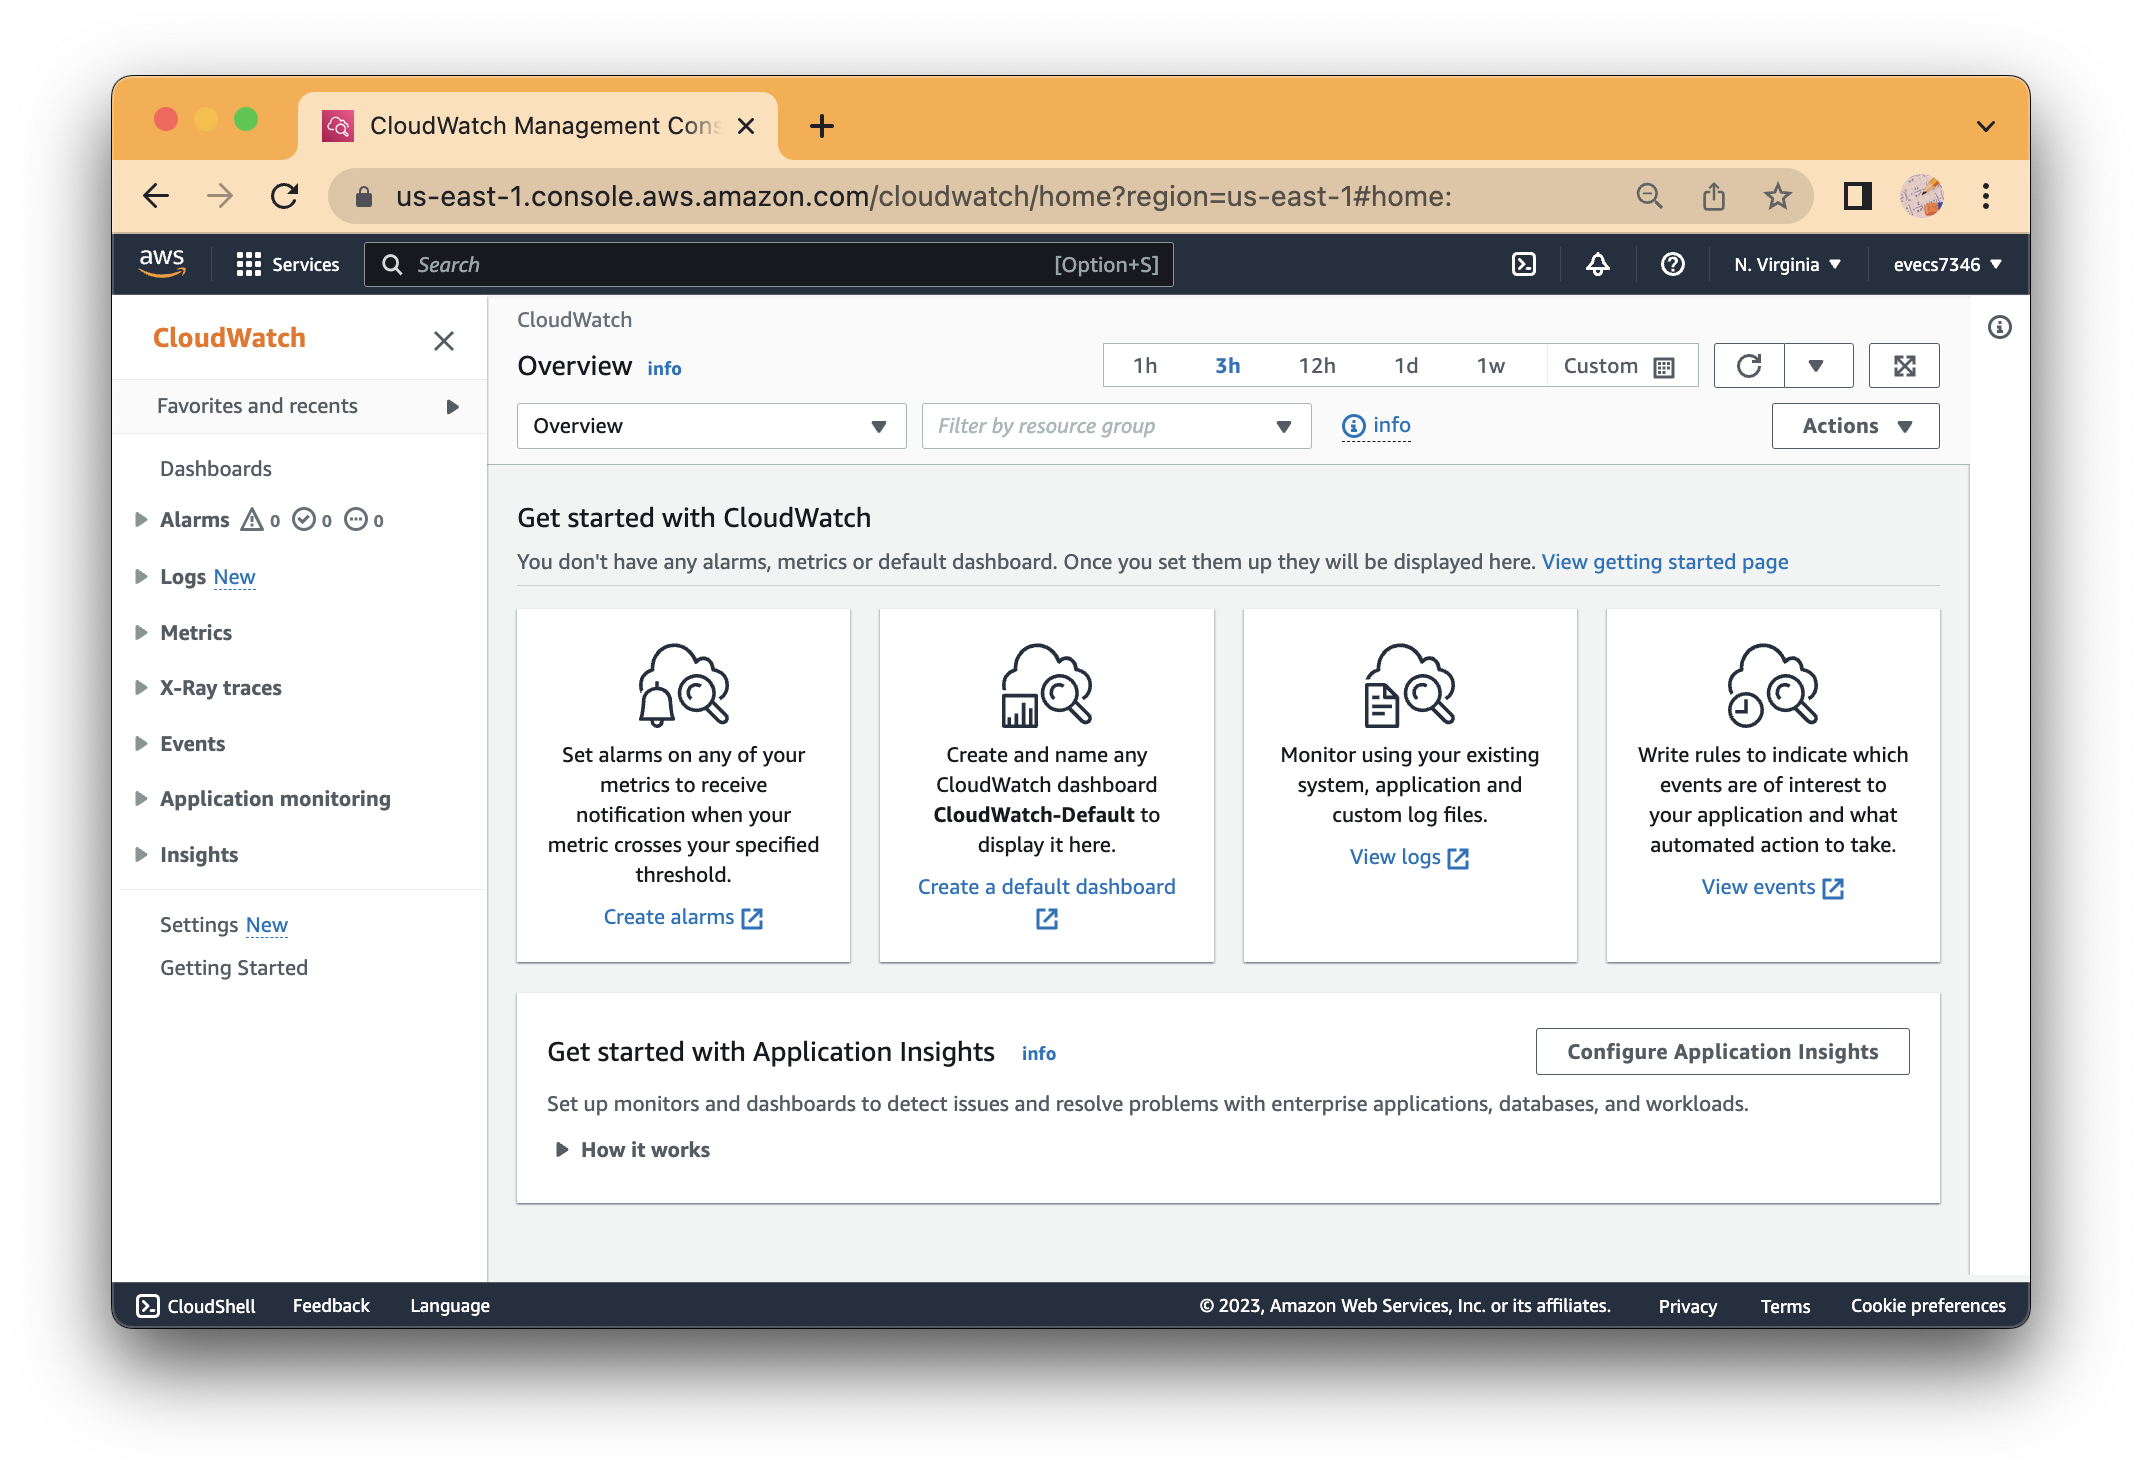 CloudWatch Management Cons
us-east-1.console.aws.amazon.com/cloudwatch/home?region=us-east-1#home:
aws Services Search [Option+S] N. Virginia evecs7346
CloudWatch
Favorites and recents
Dashboards
Alarms 0 0 0
Logs New
Metrics
X-Ray traces
Events
Application monitoring
Insights
Settings New
Getting Started
CloudWatch
Overview info
1h 3h 12h 1d 1w Custom
Overview Filter by resource group info Actions
Get started with CloudWatch
You don't have any alarms, metrics or default dashboard. Once you set them up they will be displayed here. View getting started page
Set alarms on any of your
metrics to receive
notification when your
metric crosses your specified
threshold.
Create alarms
Create and name any
CloudWatch dashboard
CloudWatch-Default to
display it here.
Create a default dashboard
Monitor using your existing
system, application and
custom log files.
View logs
Write rules to indicate which
events are of interest to
your application and what
automated action to take.
View events
Get started with Application Insights info
Configure Application Insights
Set up monitors and dashboards to detect issues and resolve problems with enterprise applications, databases, and workloads.
How it works
CloudShell Feedback Language © 2023, Amazon Web Services, Inc. or its affiliates. Privacy Terms Cookie preferences